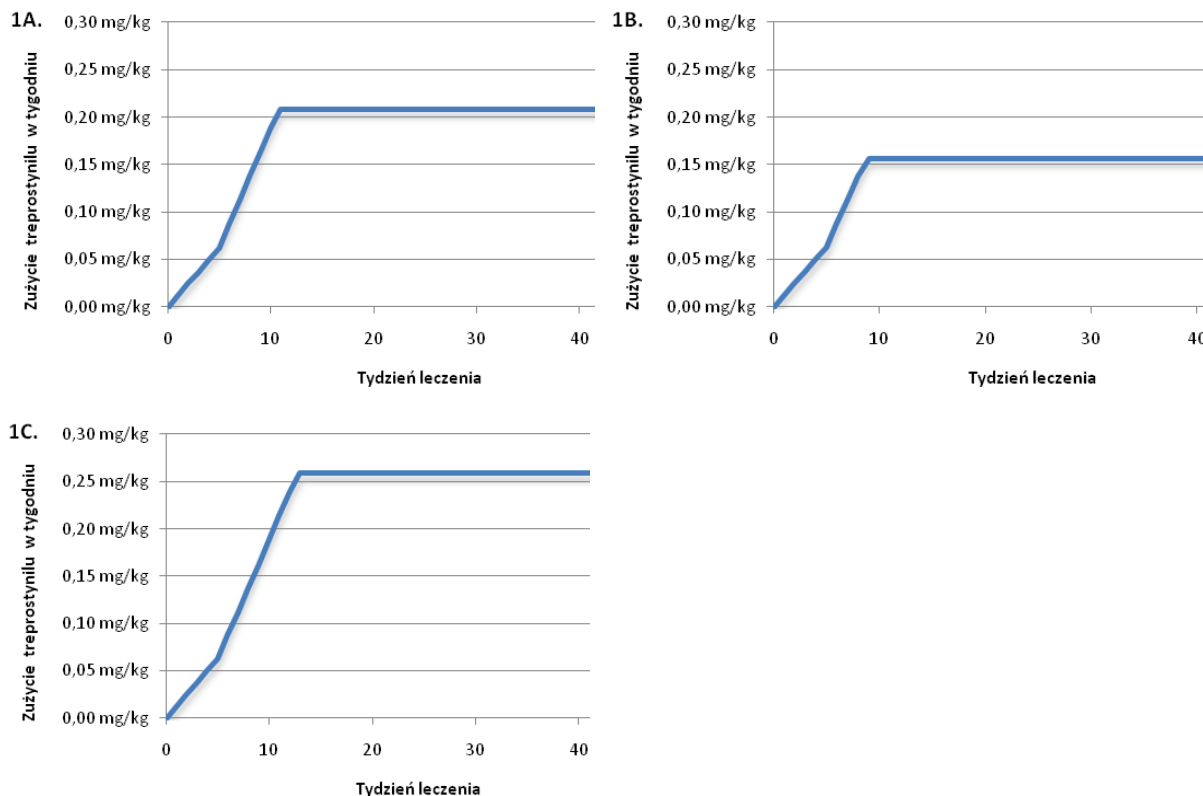 1A.
Zużycie treprostynilu w tygodniu
0,30 mg/kg
0,25 mg/kg
0,20 mg/kg
0,15 mg/kg
0,10 mg/kg
0,05 mg/kg
0,00 mg/kg
0 10 20 30 40
Tydzień leczenia
1B.
Zużycie treprostynilu w tygodniu
0,30 mg/kg
0,25 mg/kg
0,20 mg/kg
0,15 mg/kg
0,10 mg/kg
0,05 mg/kg
0,00 mg/kg
0 10 20 30 40
Tydzień leczenia
1C.
Zużycie treprostynilu w tygodniu
0,30 mg/kg
0,25 mg/kg
0,20 mg/kg
0,15 mg/kg
0,10 mg/kg
0,05 mg/kg
0,00 mg/kg
0 10 20 30 40
Tydzień leczenia